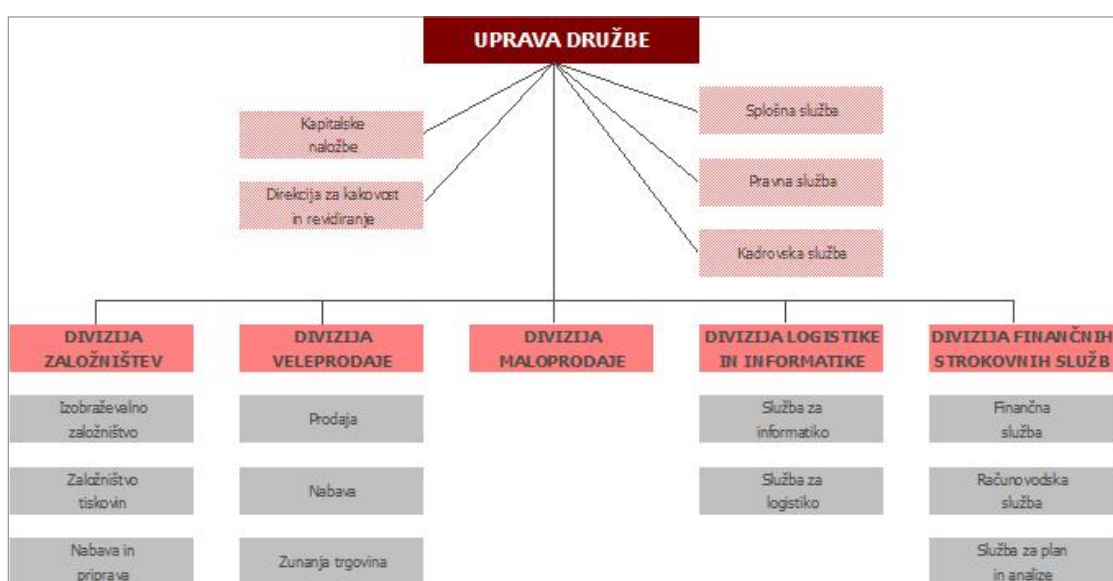 UPRAVA DRUŽBE
Kapitalske
naložbe
Direkcija za kakovost
in revidiranje
Splošna služba
Pravna služba
Kadrovska služba
DIVIZIJA
ZALOŽNIŠTEV
Izobraževalno
založništvo
Založništvo
tiskovin
Nabava in
priprava
DIVIZIJA
VELEPRODAJE
Prodaja
Nabava
Zunanja trgovina
DIVIZIJA
MALOPRODAJE
DIVIZIJA LOGISTIKE
IN INFORMATIKE
Služba za
informatiko
Služba za
logistiko
DIVIZIJA FINANČNIH
STROKOVNIH SLUŽB
Finančna
služba
Računovodska
služba
Služba za plan
in analize